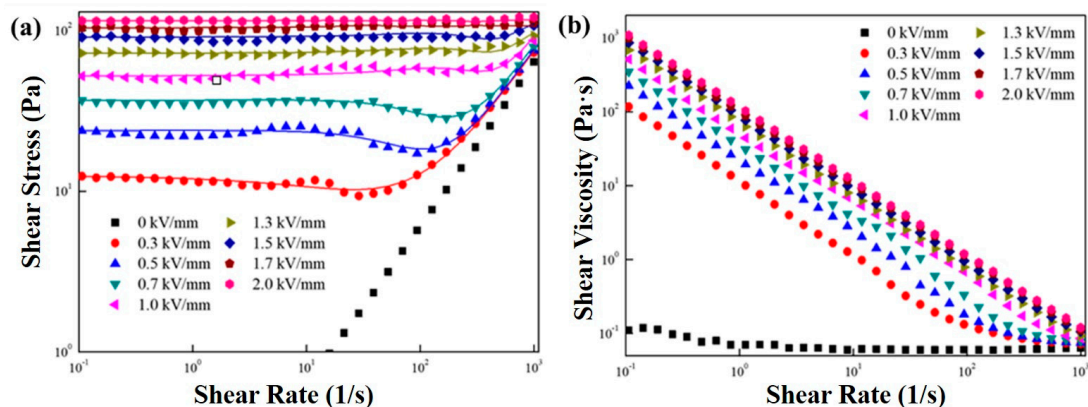 (a)
Shear Stress (Pa)
10²
10¹
10⁰
0 kV/mm
0.3 kV/mm
0.5 kV/mm
0.7 kV/mm
1.0 kV/mm
1.3 kV/mm
1.5 kV/mm
1.7 kV/mm
2.0 kV/mm
10⁻¹ 10⁰ 10¹ 10² 10³
Shear Rate (1/s)
(b)
Shear Viscosity (Pa·s)
10³
10²
10¹
10⁰
10⁻¹
0 kV/mm
0.3 kV/mm
0.5 kV/mm
0.7 kV/mm
1.0 kV/mm
1.3 kV/mm
1.5 kV/mm
1.7 kV/mm
2.0 kV/mm
10⁻¹ 10⁰ 10¹ 10²
Shear Rate (1/s)